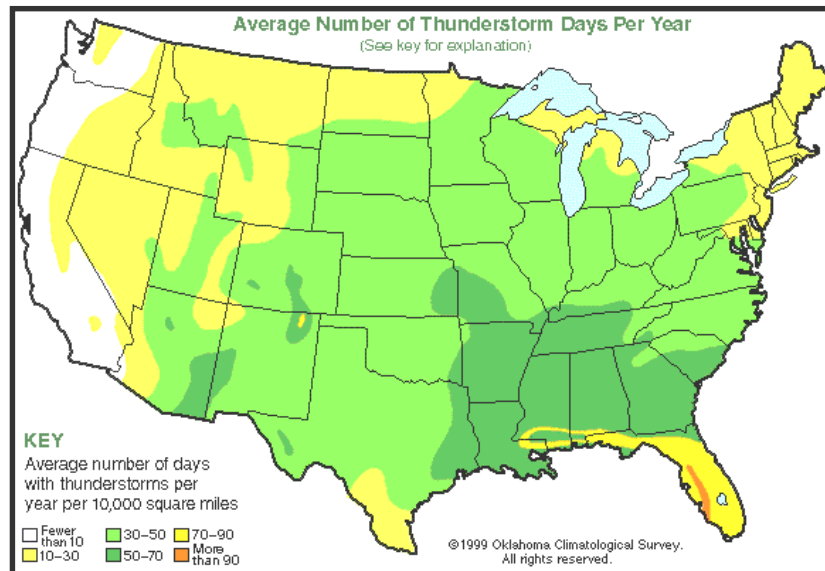 Average Number of Thunderstorm Days Per Year
(See key for explanation)
KEY
Average number of days
with thunderstorms per
year per 10,000 square miles
Fewer than 10
30–50
70–90
10–30
50–70
More than 90
©1999 Oklahoma Climatological Survey.
All rights reserved.